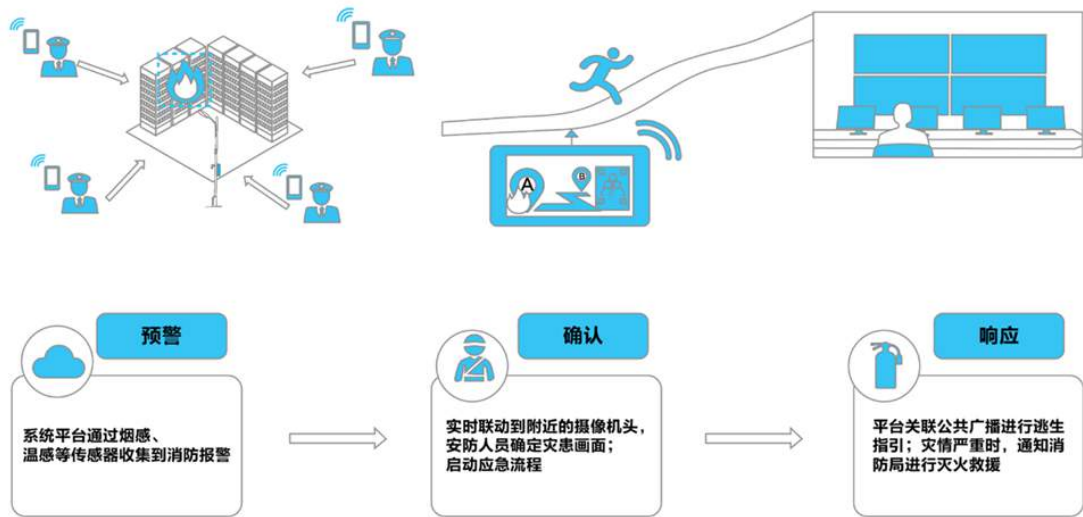 A
B
预警
确认
响应
系统平台通过烟感、
温感等传感器收集到消防报警
实时联动到附近的摄像机头，
安防人员确定灾患画面；
启动应急流程
平台关联公共广播进行逃生
指引；灾情严重时，通知消
防局进行灭火救援